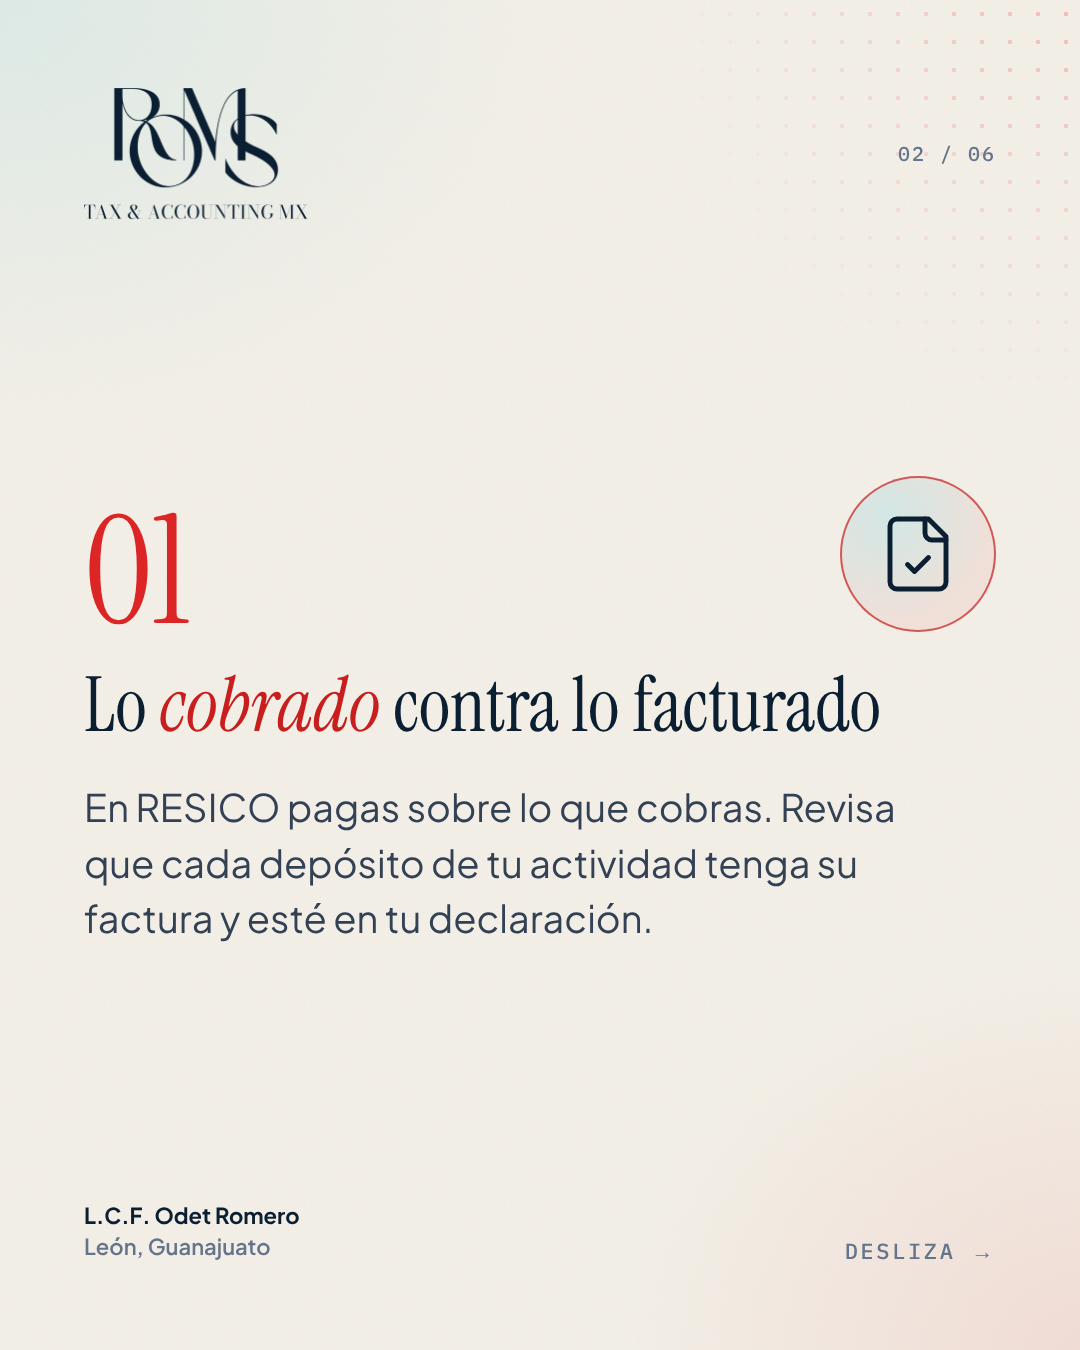 ROMS
TAX & ACCOUNTING MX
02 / 06
01
Lo cobrado contra lo facturado
En RESICO pagas sobre lo que cobras. Revisa
que cada depósito de tu actividad tenga su
factura y esté en tu declaración.
L.C.F. Odet Romero
León, Guanajuato
DESLIZA →